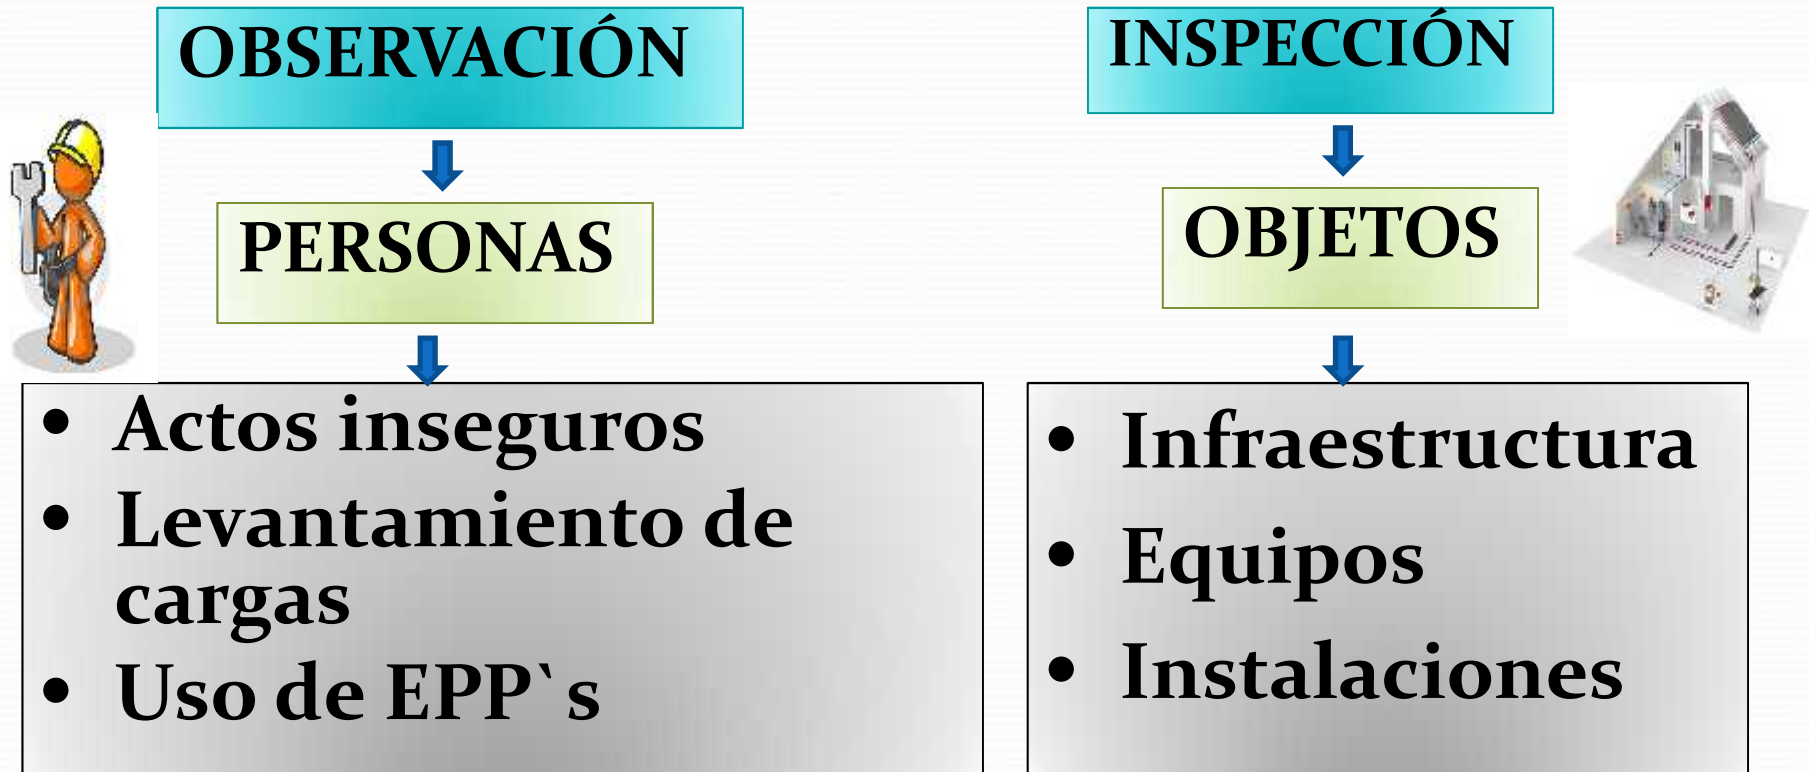 OBSERVACIÓN
PERSONAS
• Actos inseguros
• Levantamiento de
cargas
• Uso de EPP`s
INSPECCIÓN
OBJETOS
• Infraestructura
• Equipos
• Instalaciones